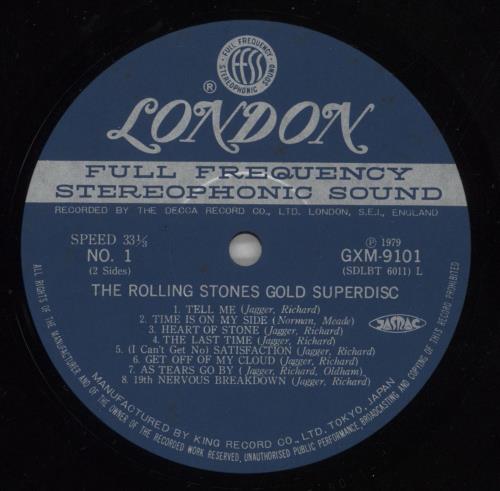 FULL FREQUENCY
ffss
STEREOPHONIC SOUND
®
LONDON
FULL FREQUENCY
STEREOPHONIC SOUND
RECORDED BY THE DECCA RECORD CO., LTD. LONDON, S.E.I., ENGLAND
SPEED 33⅓
NO. 1
(2 Sides)
Ⓟ 1979
GXM-9101
(SDLBT 6011) L
THE ROLLING STONES GOLD SUPERDISC
1. TELL ME (Jagger, Richard)
2. TIME IS ON MY SIDE (Norman, Meade)
3. HEART OF STONE (Jagger, Richard)
4. THE LAST TIME (Jagger, Richard)
5. (I Can't Get No) SATISFACTION (Jagger, Richard)
6. GET OFF OF MY CLOUD (Jagger, Richard)
7. AS TEARS GO BY (Jagger, Richard, Oldham)
8. 19th NERVOUS BREAKDOWN (Jagger, Richard)
JASRAC
MANUFACTURED BY KING RECORD CO., LTD., TOKYO, JAPAN
ALL RIGHTS OF THE MANUFACTURER AND OF THE OWNER OF THE RECORDED WORK RESERVED, UNAUTHORISED PUBLIC PERFORMANCE, BROADCASTING AND COPYING OF THIS RECORD PROHIBITED